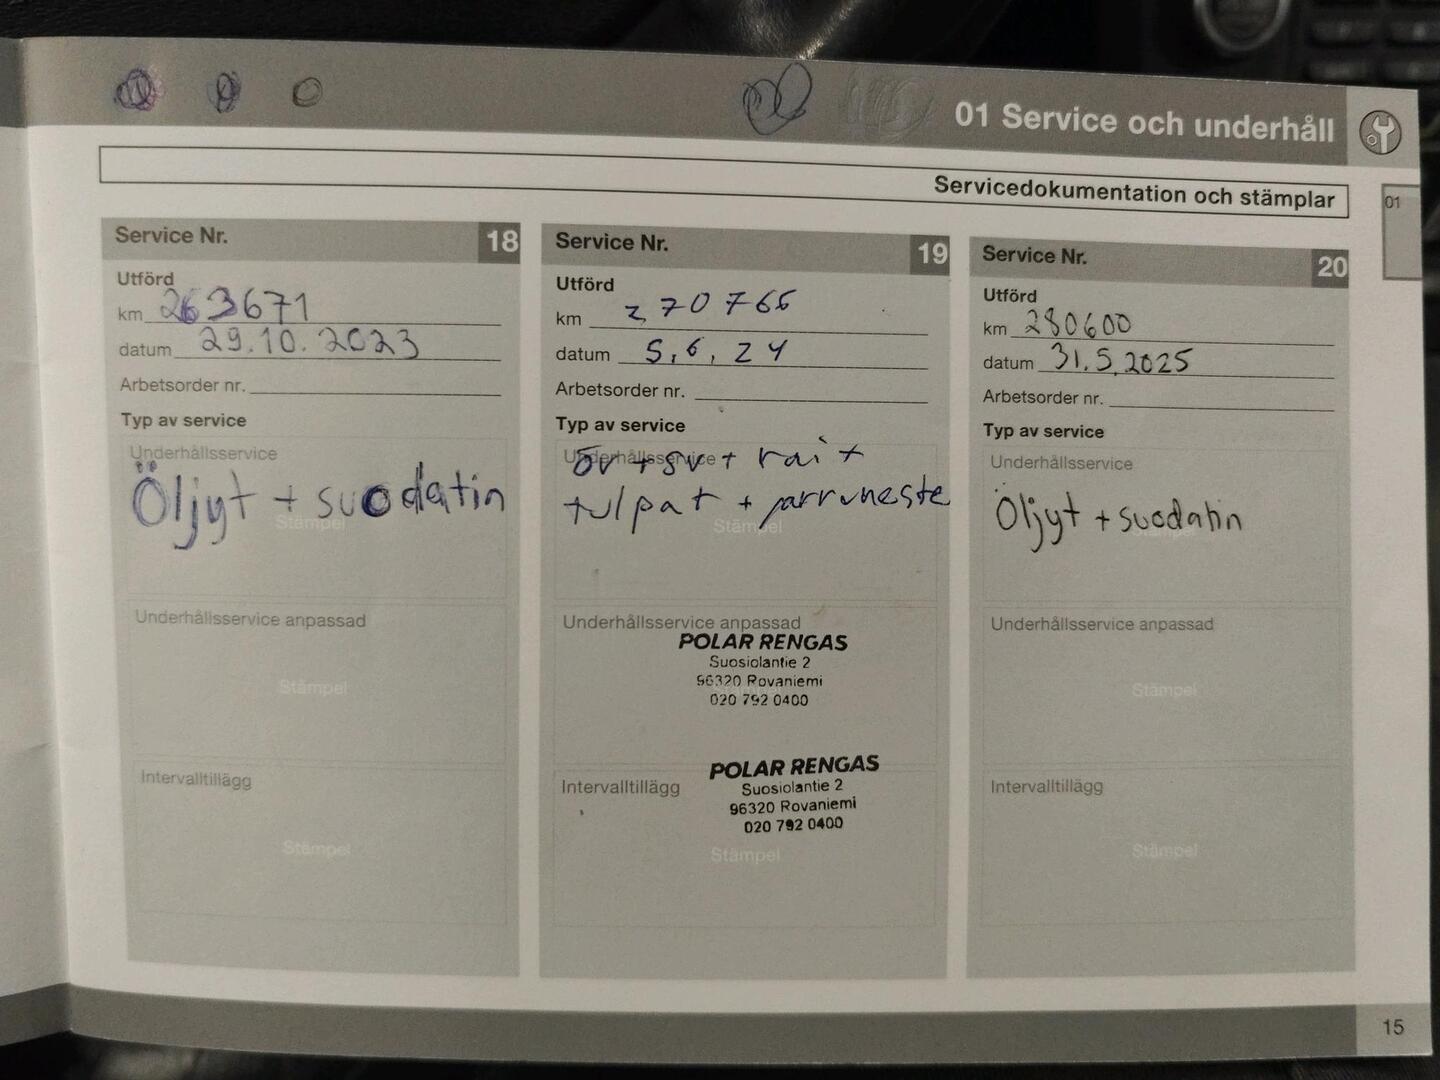 01 Service och underhåll
Servicedokumentation och stämplar
01
Service Nr. 18
Utförd
km 263671
datum 29.10.2023
Arbetsorder nr.
Typ av service
Underhållsservice
Öljyt + suodatin
Stämpel
Underhållsservice anpassad
Stämpel
Intervalltillägg
Stämpel
Service Nr. 19
Utförd
km 270766
datum 5,6,24
Arbetsorder nr.
Typ av service
Underhållsservice
öv + sv + rai +
tulpat + jarruneste
Stämpel
Underhållsservice anpassad
POLAR RENGAS
Suosiolantie 2
96320 Rovaniemi
020 792 0400
POLAR RENGAS
Intervalltillägg
Suosiolantie 2
96320 Rovaniemi
020 792 0400
Stämpel
Service Nr. 20
Utförd
km 280600
datum 31.5.2025
Arbetsorder nr.
Typ av service
Underhållsservice
Öljyt + suodatin
Stämpel
Underhållsservice anpassad
Stämpel
Intervalltillägg
Stämpel
15